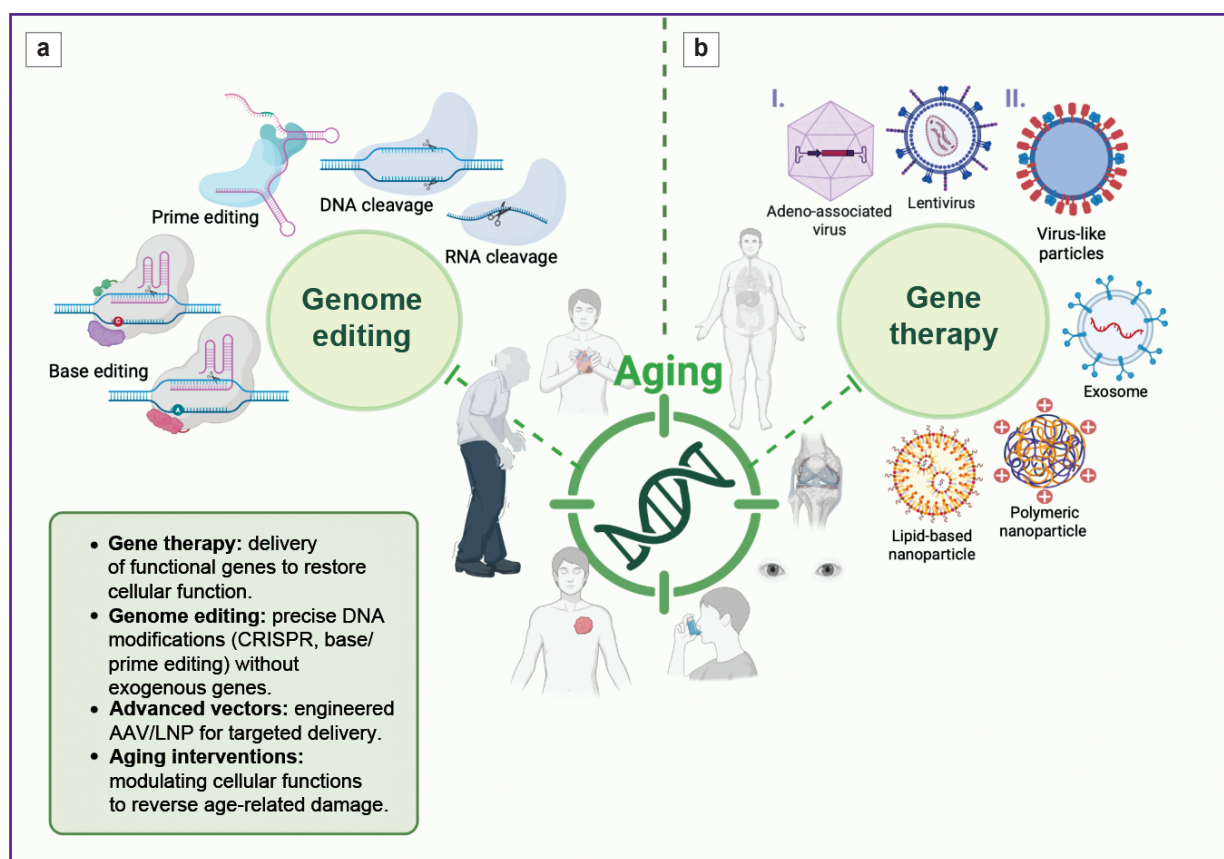 a
Prime editing
DNA cleavage
RNA cleavage
Base editing
C
A
Genome
editing
b
I.
II.
Adeno-associated
virus
Lentivirus
Virus-like
particles
Exosome
Polymeric
nanoparticle
Lipid-based
nanoparticle
Gene
therapy
Aging
• Gene therapy: delivery
of functional genes to restore
cellular function.
• Genome editing: precise DNA
modifications (CRISPR, base/
prime editing) without
exogenous genes.
• Advanced vectors: engineered
AAV/LNP for targeted delivery.
• Aging interventions:
modulating cellular functions
to reverse age-related damage.